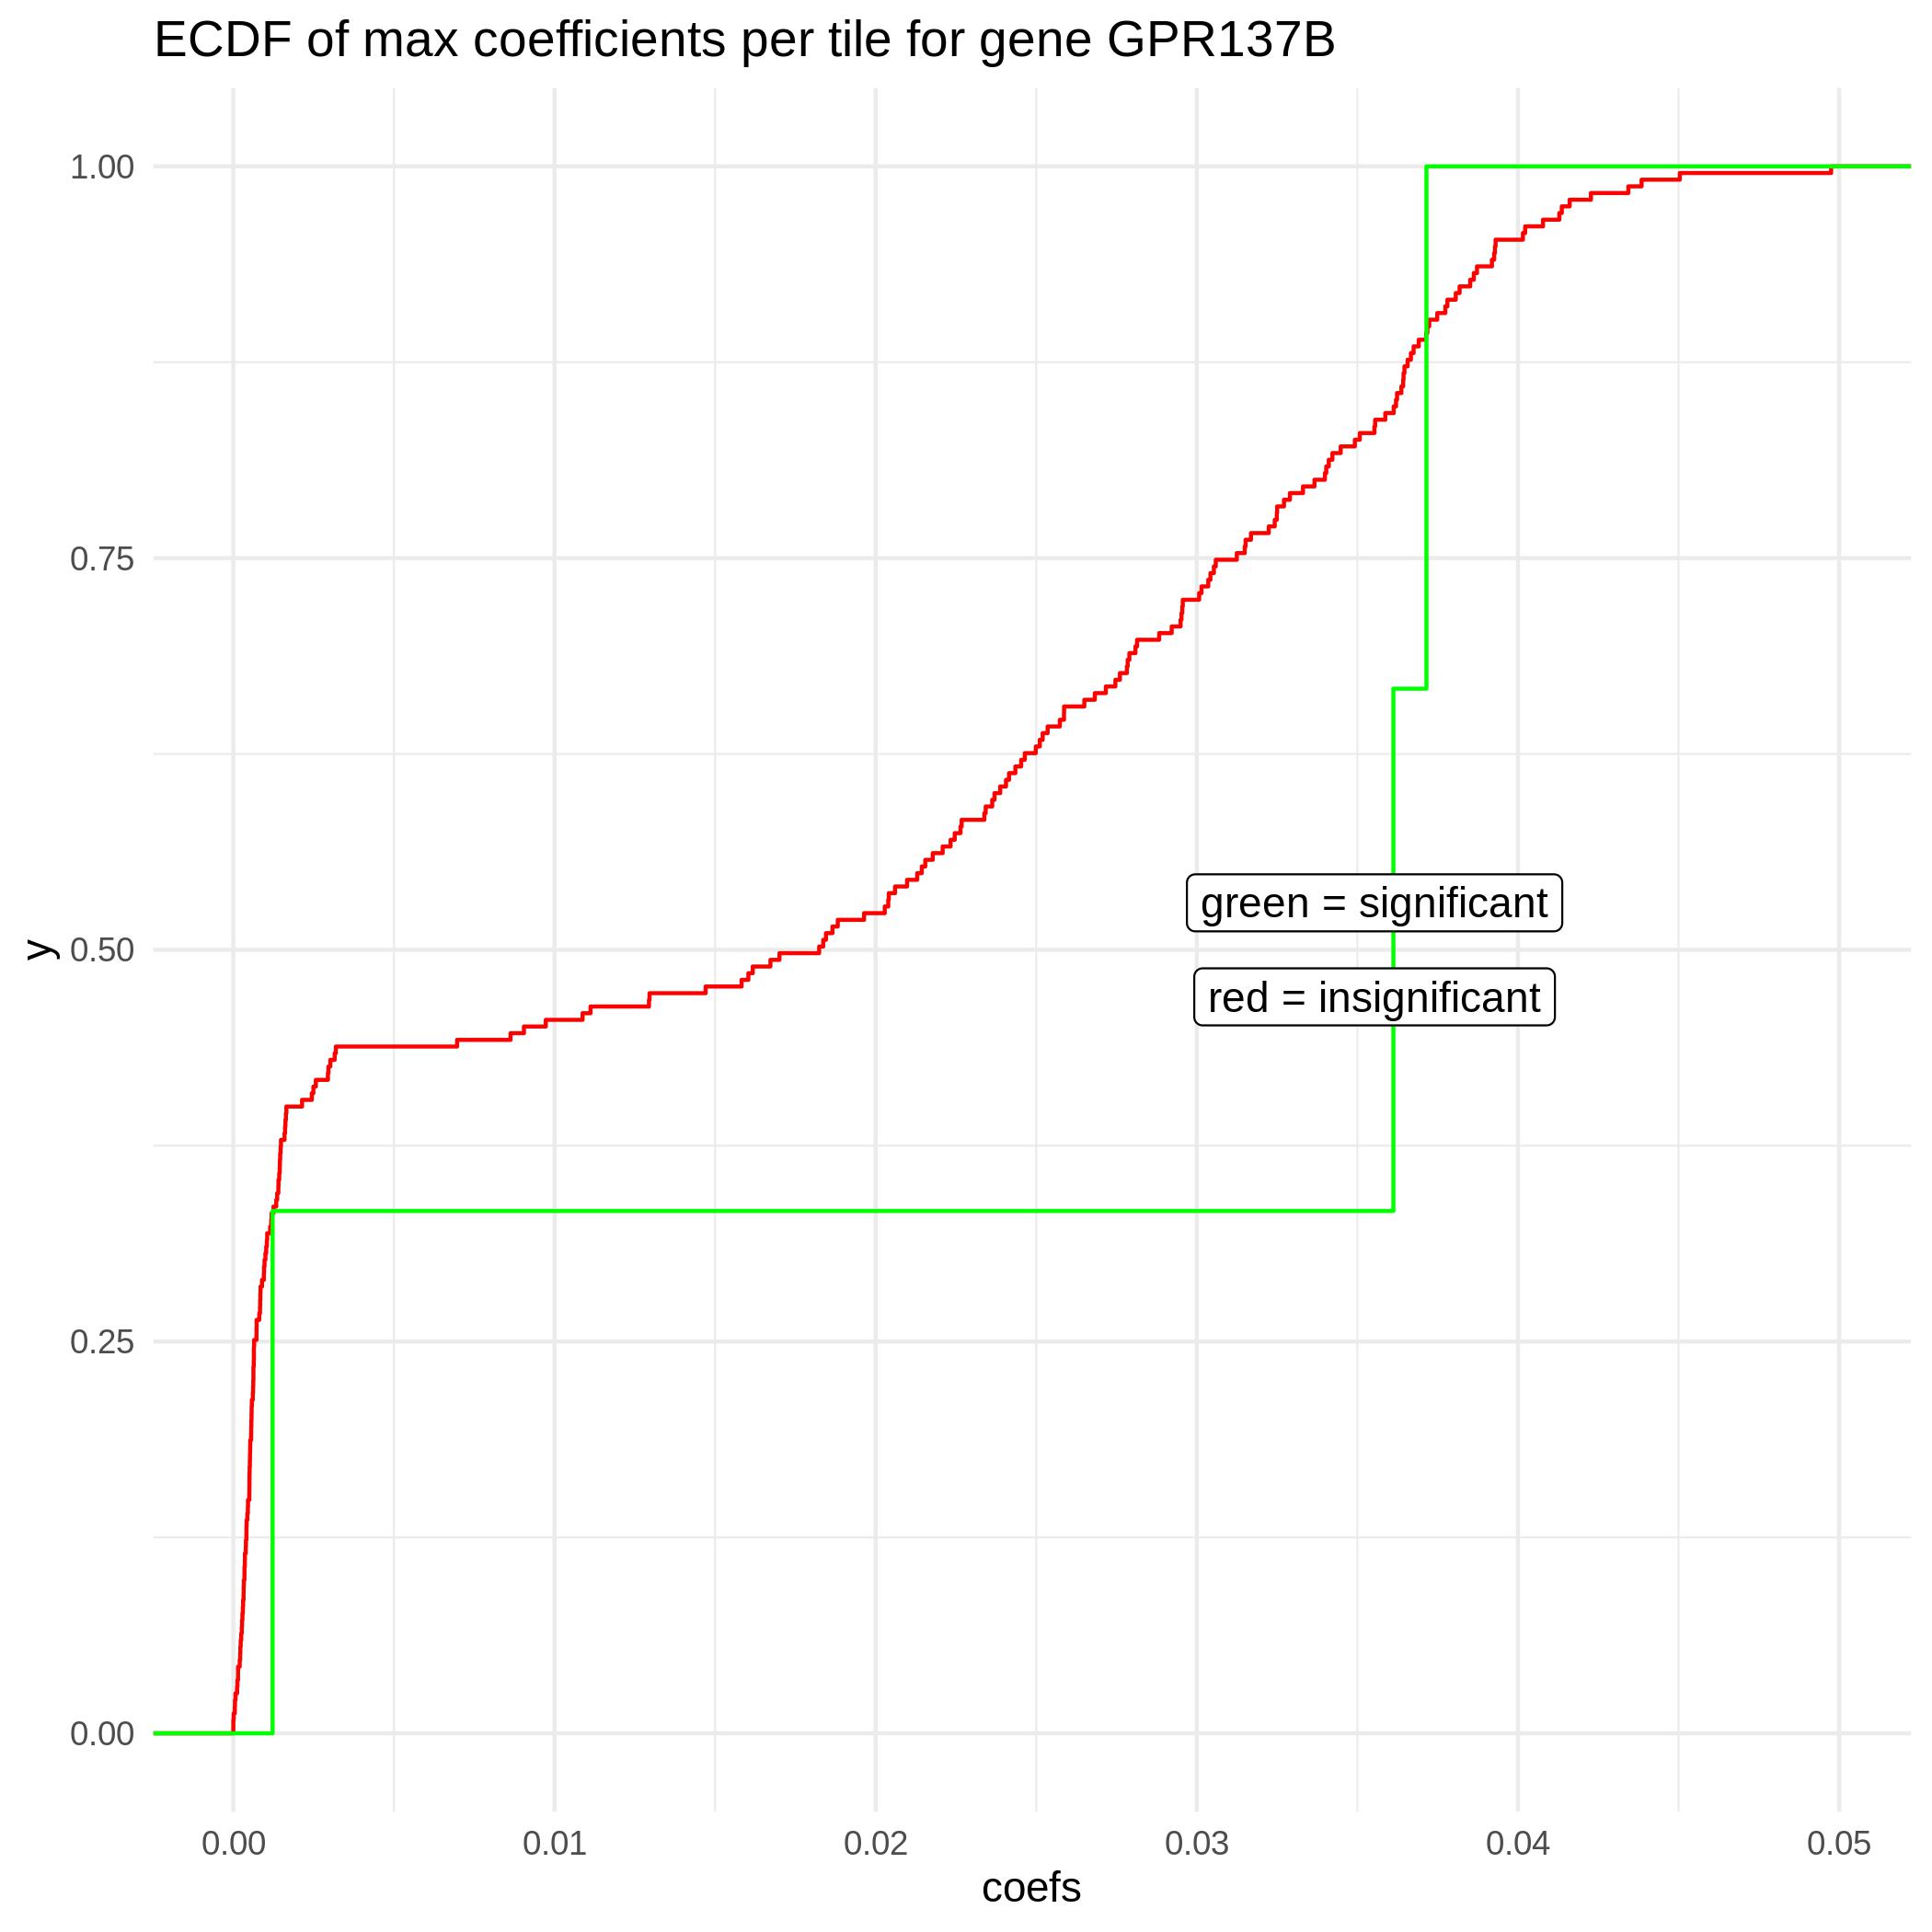 ECDF of max coefficients per tile for gene GPR137B
y
1.00
0.75
0.50
0.25
0.00
green = significant
red = insignificant
0.00 0.01 0.02 0.03 0.04 0.05
coefs